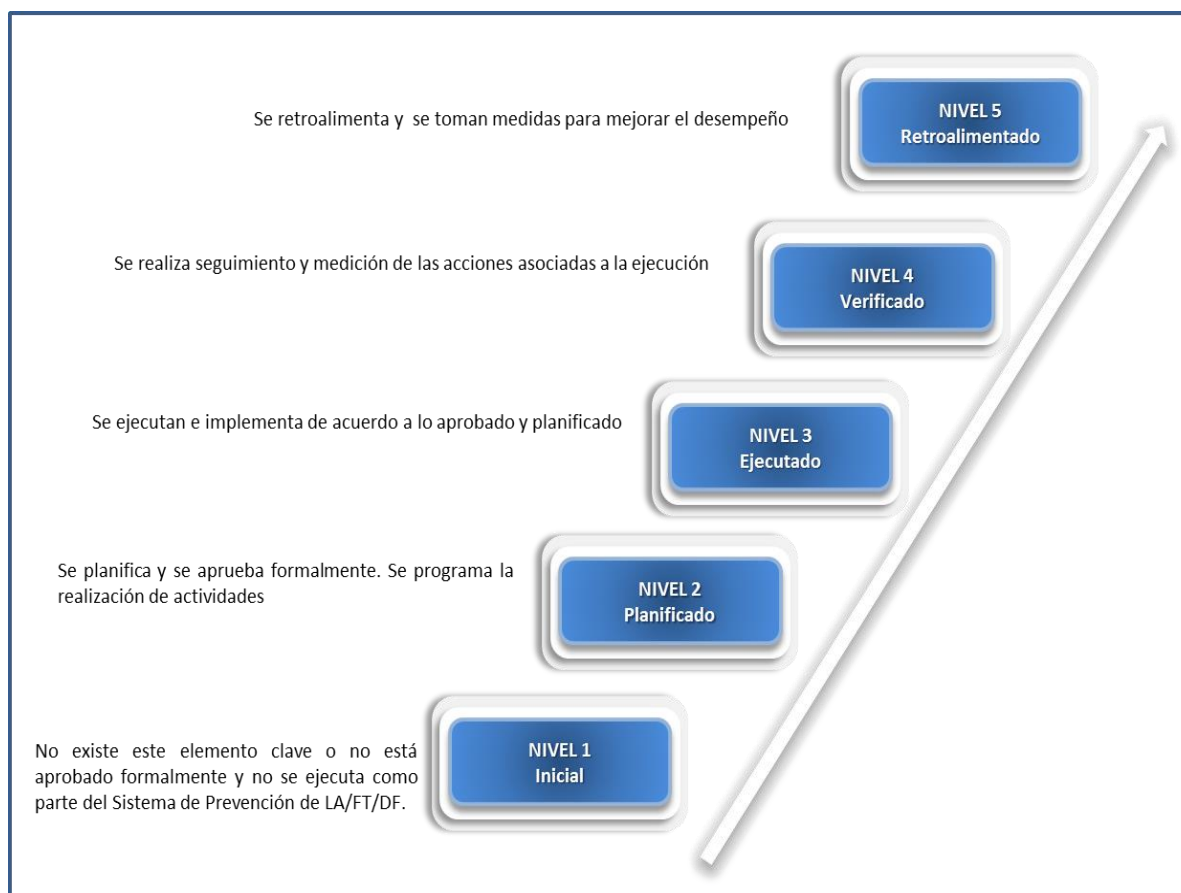 Se retroalimenta y se toman medidas para mejorar el desempeño
NIVEL 5
Retroalimentado
Se realiza seguimiento y medición de las acciones asociadas a la ejecución
NIVEL 4
Verificado
Se ejecutan e implementa de acuerdo a lo aprobado y planificado
NIVEL 3
Ejecutado
Se planifica y se aprueba formalmente. Se programa la
realización de actividades
NIVEL 2
Planificado
No existe este elemento clave o no está
aprobado formalmente y no se ejecuta como
parte del Sistema de Prevención de LA/FT/DF.
NIVEL 1
Inicial